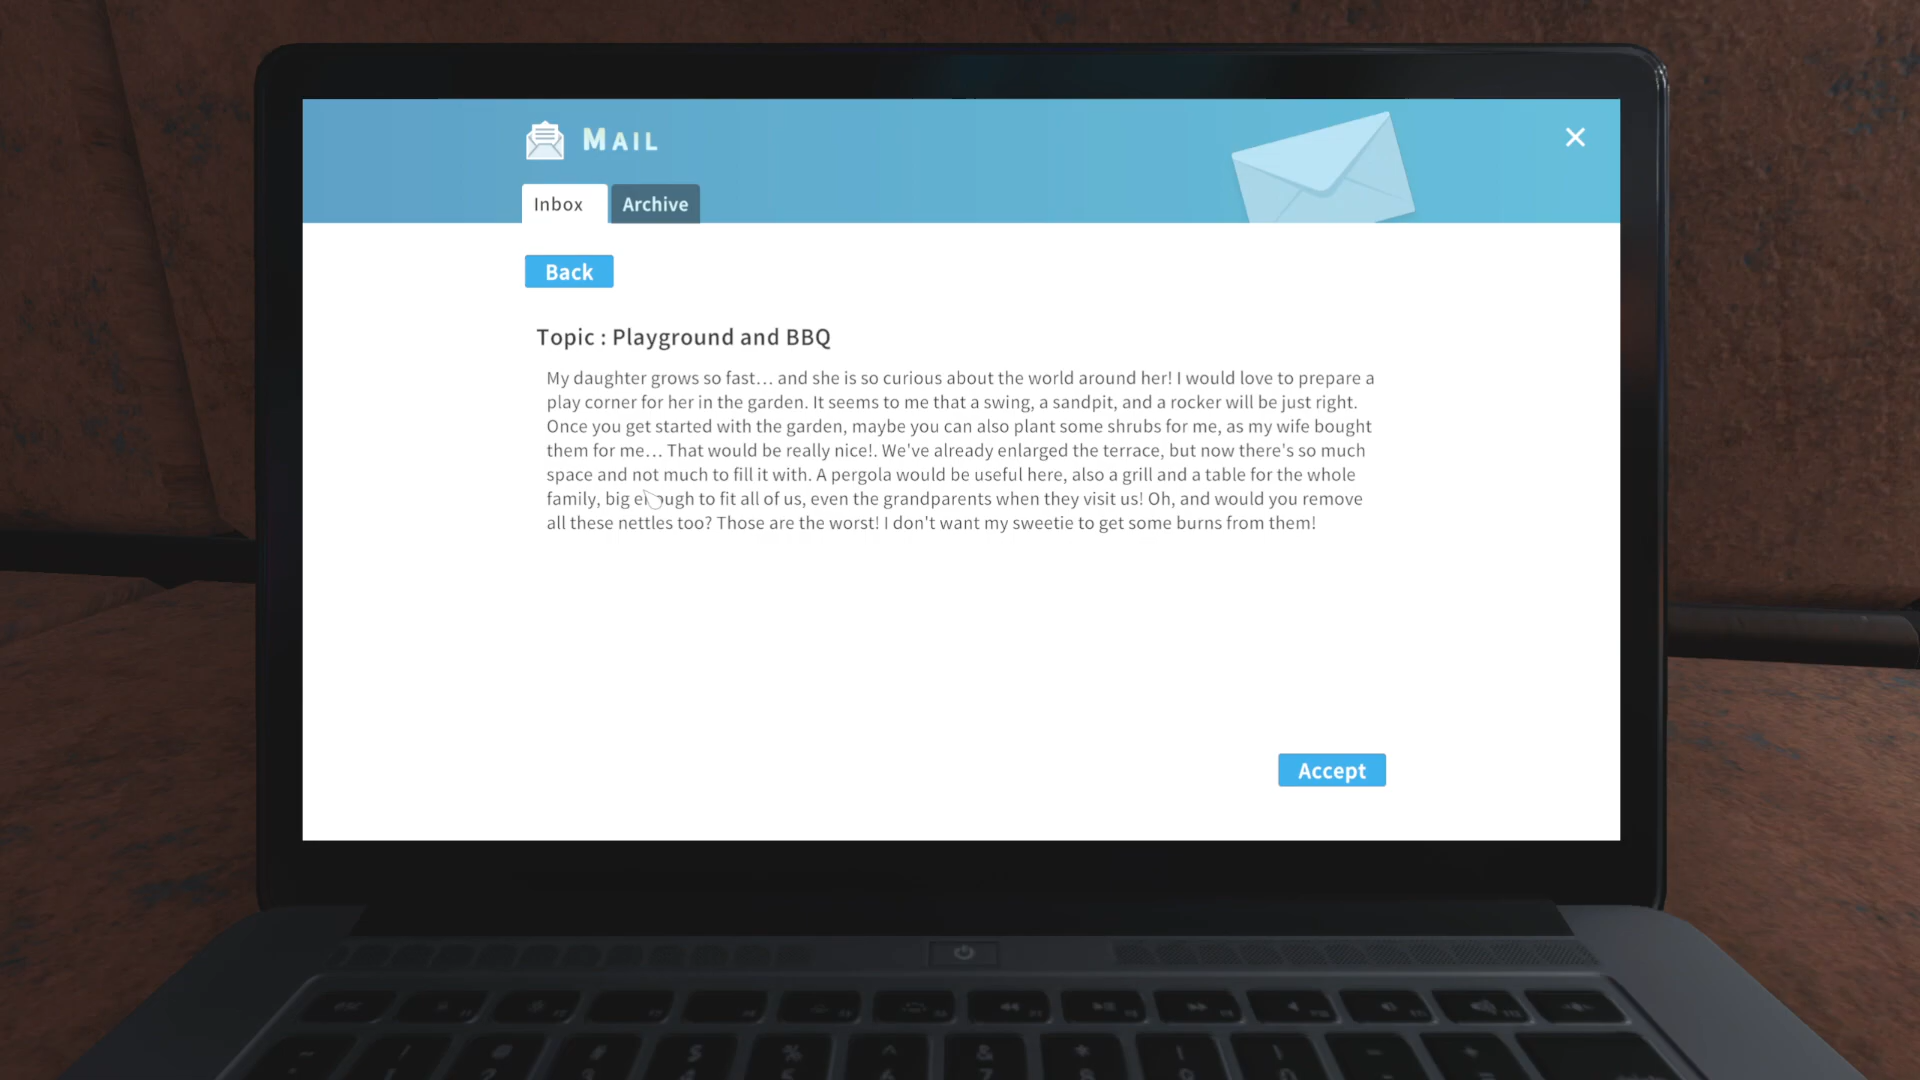 MAIL
Inbox
Archive
Back
Topic : Playground and BBQ
My daughter grows so fast... and she is so curious about the world around her! I would love to prepare a
play corner for her in the garden. It seems to me that a swing, a sandpit, and a rocker will be just right.
Once you get started with the garden, maybe you can also plant some shrubs for me, as my wife bought
them for me... That would be really nice!. We've already enlarged the terrace, but now there's so much
space and not much to fill it with. A pergola would be useful here, also a grill and a table for the whole
family, big enough to fit all of us, even the grandparents when they visit us! Oh, and would you remove
all these nettles too? Those are the worst! I don't want my sweetie to get some burns from them!
Accept
esc